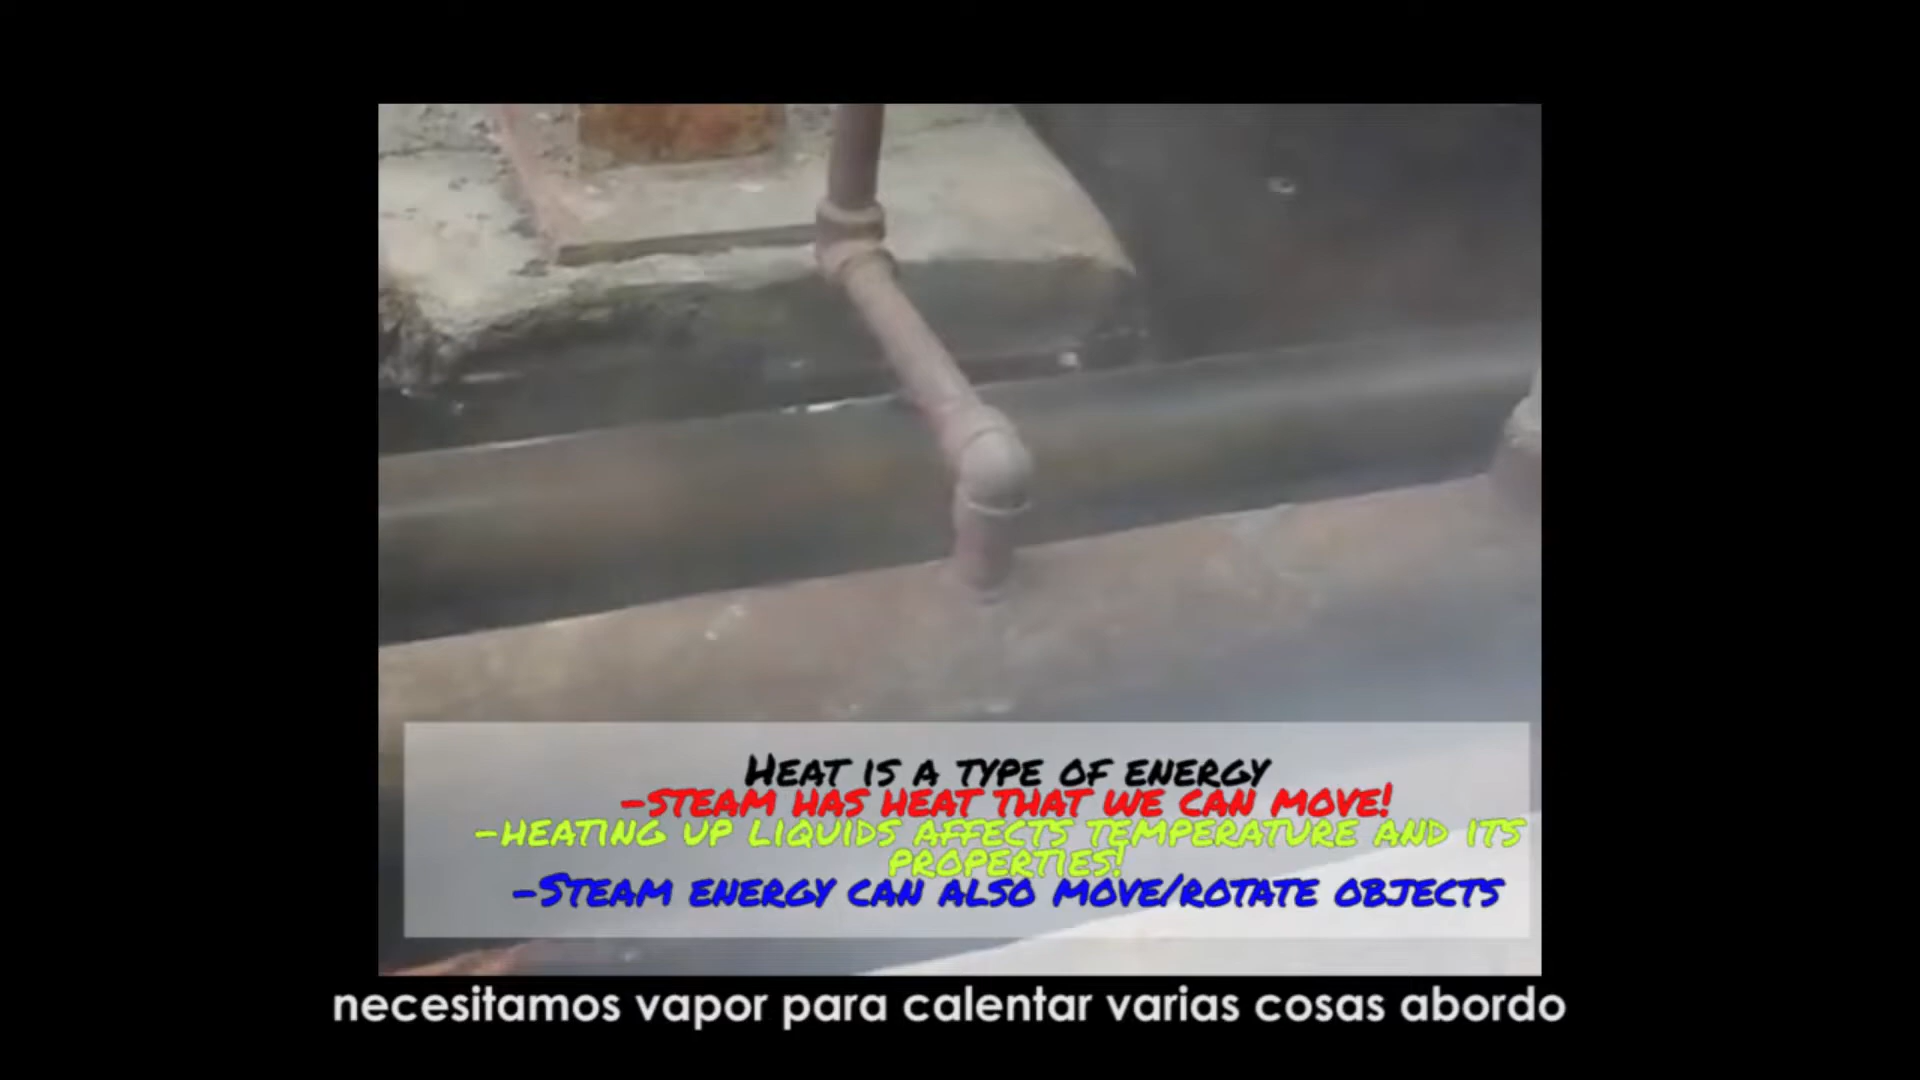 Heat is a type of energy
-steam has heat that we can move!
-heating up liquids affects temperature and its
properties!
-Steam energy can also move/rotate objects
necesitamos vapor para calentar varias cosas abordo